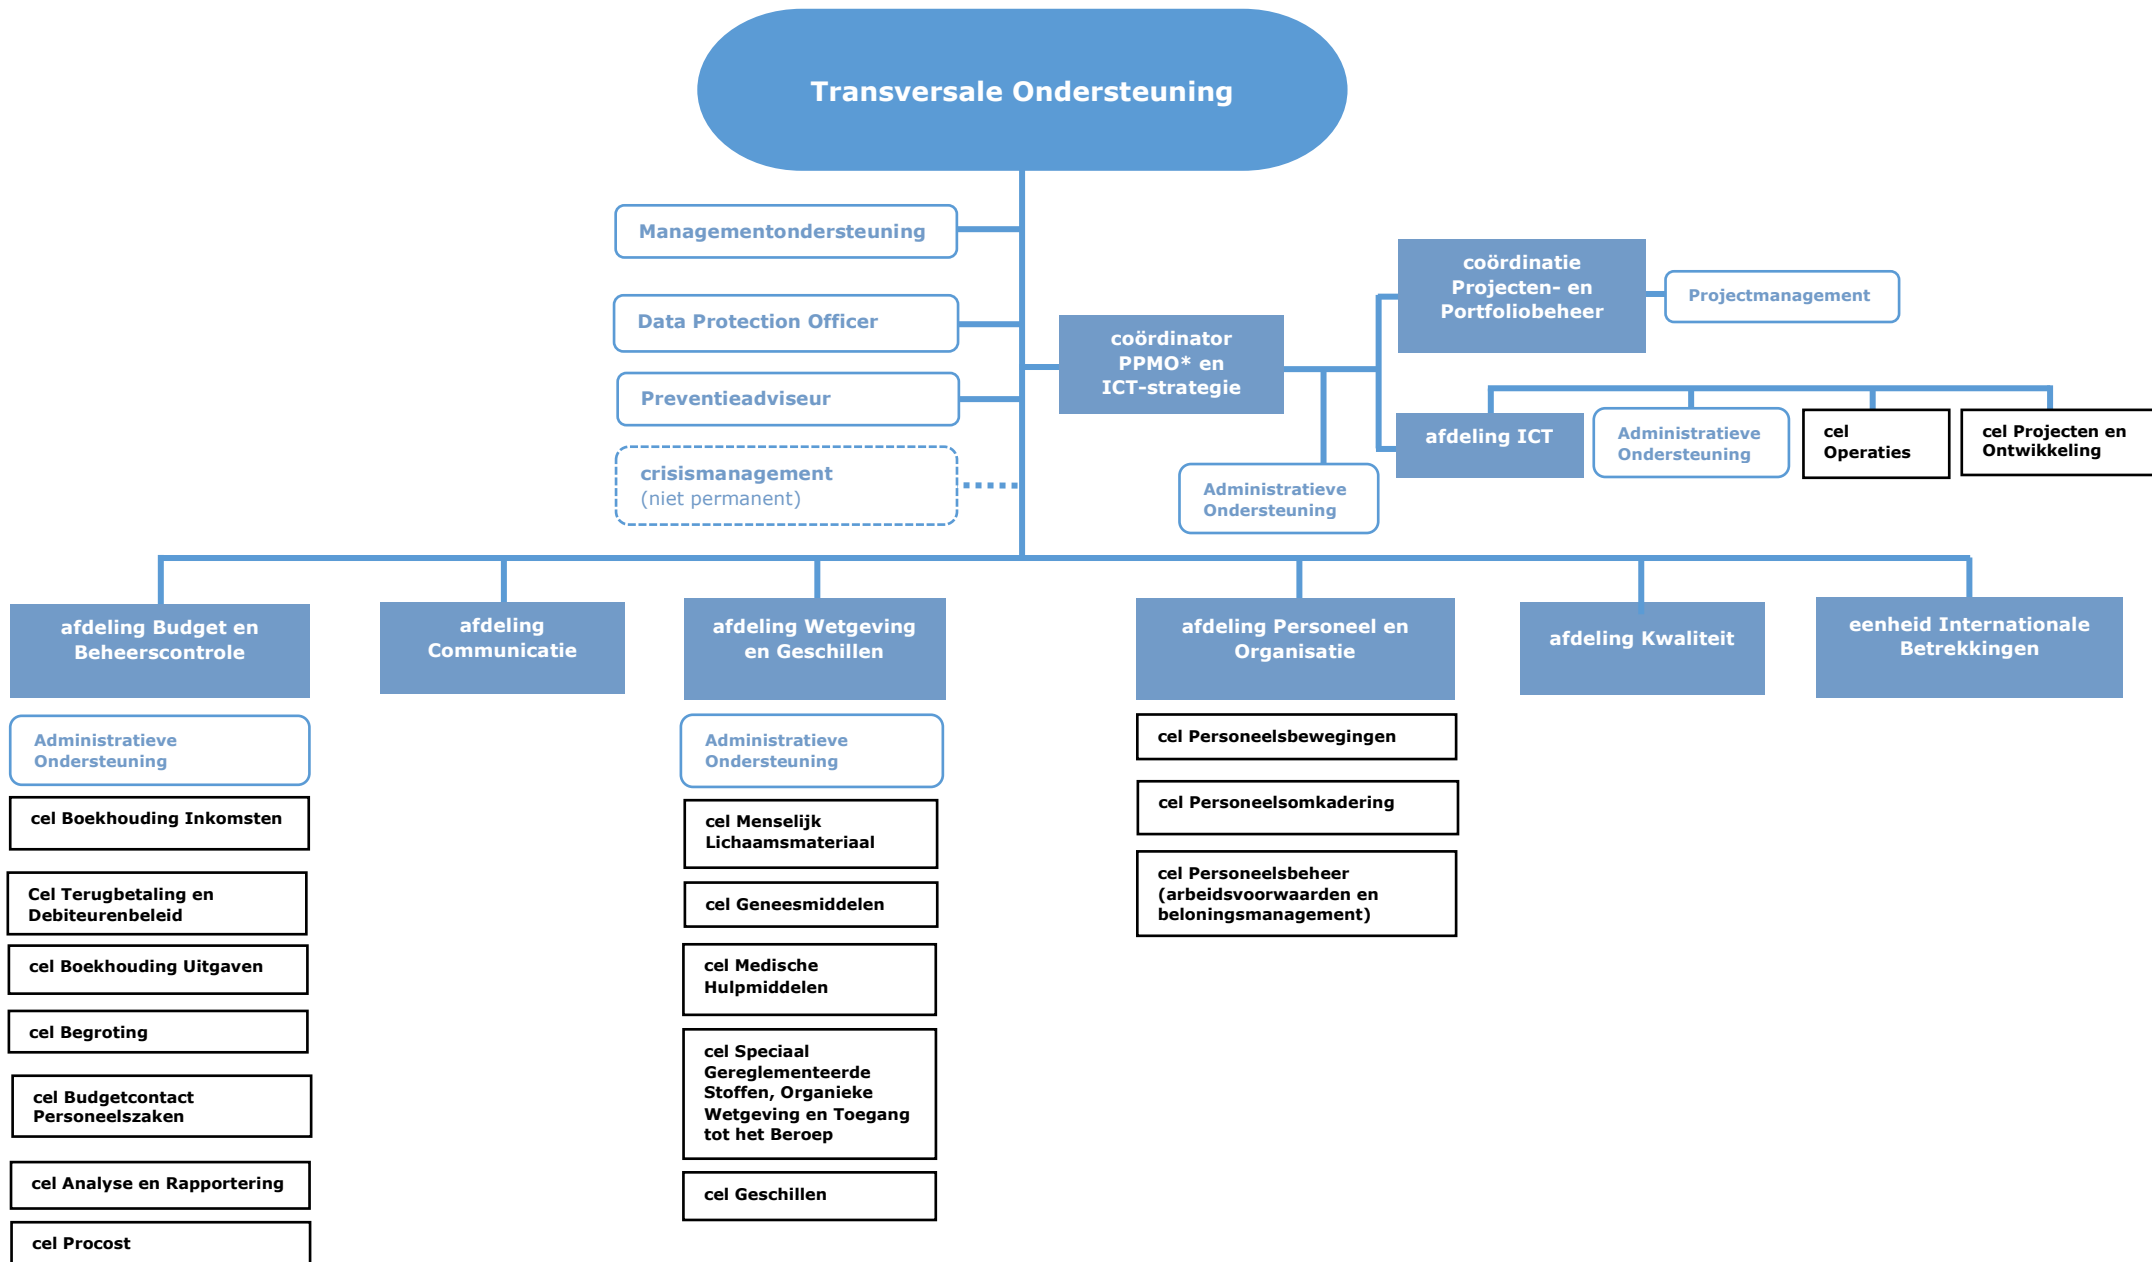 Transversale Ondersteuning
Managementondersteuning
Data Protection Officer
Preventieadviseur
crisismanagement
(niet permanent)
coördinator
PPMO* en
ICT-strategie
coördinatie
Projecten- en
Portfoliobeheer
Projectmanagement
Administratieve
Ondersteuning
afdeling ICT
Administratieve
Ondersteuning
cel
Operaties
cel Projecten en
Ontwikkeling
afdeling Budget en
Beheerscontrole
Administratieve
Ondersteuning
cel Boekhouding Inkomsten
Cel Terugbetaling en
Debiteurenbeleid
cel Boekhouding Uitgaven
cel Begroting
cel Budgetcontact
Personeelszaken
cel Analyse en Rapportering
cel Procost
afdeling
Communicatie
afdeling Wetgeving
en Geschillen
Administratieve
Ondersteuning
cel Menselijk
Lichaamsmateriaal
cel Geneesmiddelen
cel Medische
Hulpmiddelen
cel Speciaal
Gereglementeerde
Stoffen, Organieke
Wetgeving en Toegang
tot het Beroep
cel Geschillen
afdeling Personeel en
Organisatie
cel Personeelsbewegingen
cel Personeelsomkadering
cel Personeelsbeheer
(arbeidsvoorwaarden en
beloningsmanagement)
afdeling Kwaliteit
eenheid Internationale
Betrekkingen